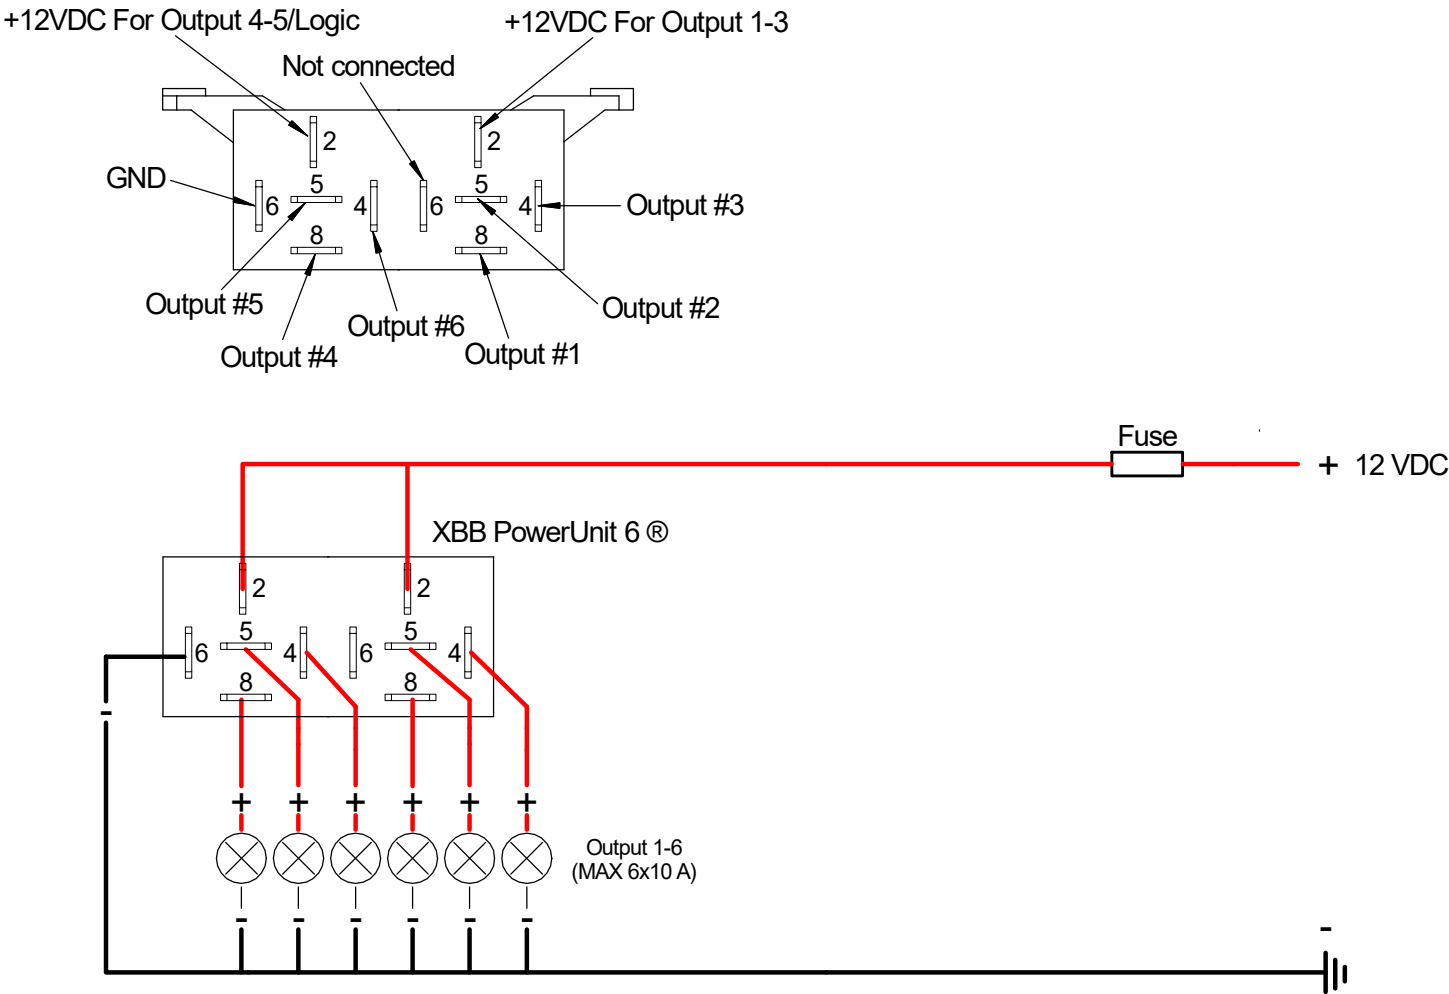 +12VDC For Output 4-5/Logic
+12VDC For Output 1-3
Not connected
2
2
GND
5
5
6
4
6
4
Output #3
8
8
Output #5
Output #2
Output #6
Output #4
Output #1
Fuse
+ 12 VDC
XBB PowerUnit 6 ®
2
2
5
5
6
4
6
4
8
8
-
+ + + + + +
Output 1-6
(MAX 6x10 A)
- - - - - -
-